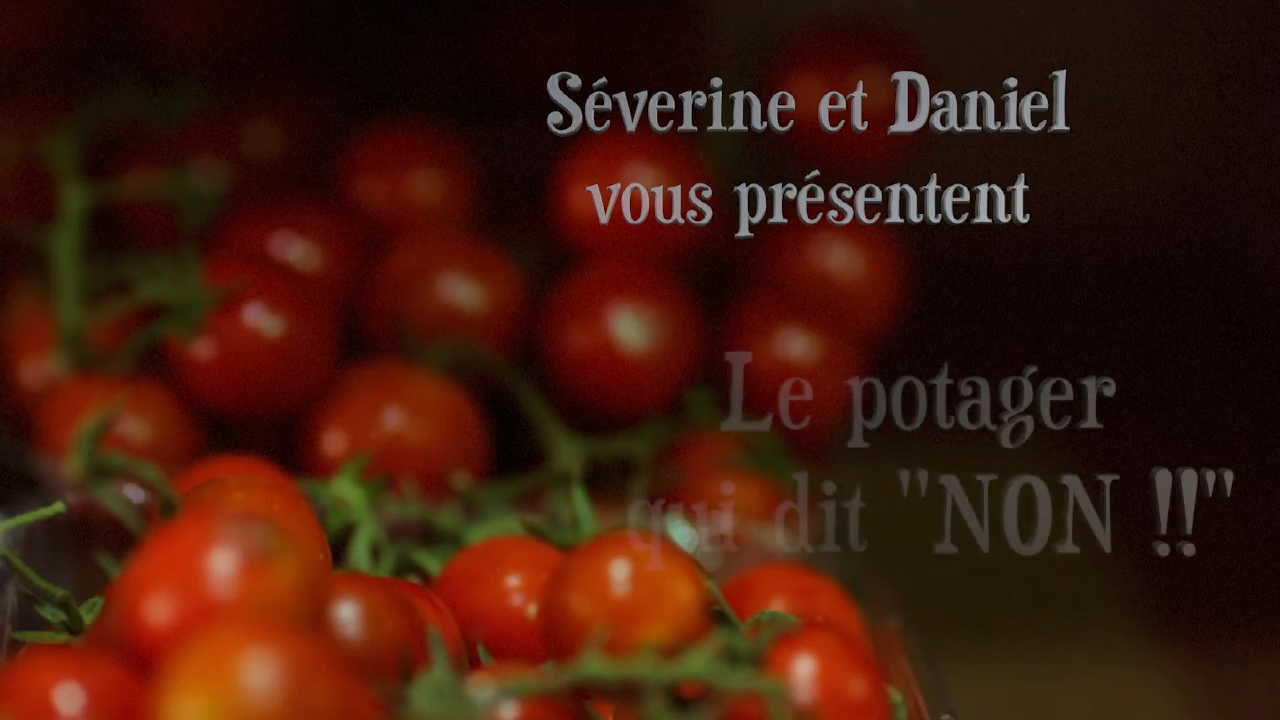 Séverine et Daniel
vous présentent
Le potager
qui dit "NON !!"